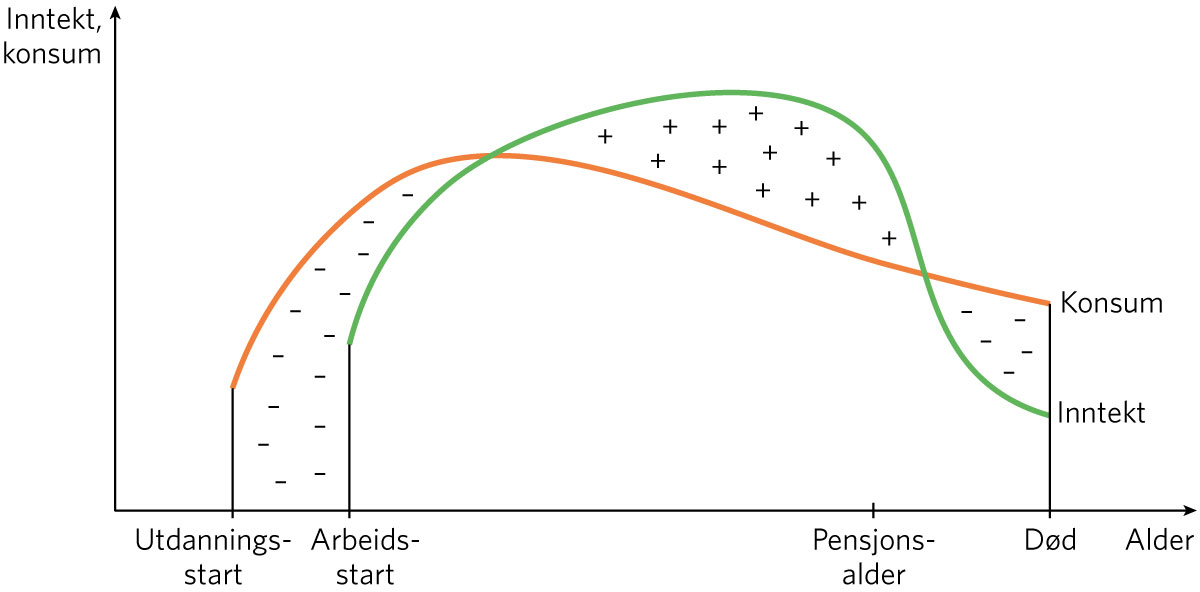 Inntekt,
konsum
Konsum
Inntekt
Utdannings-
start
Arbeids-
start
Pensjons-
alder
Død
Alder